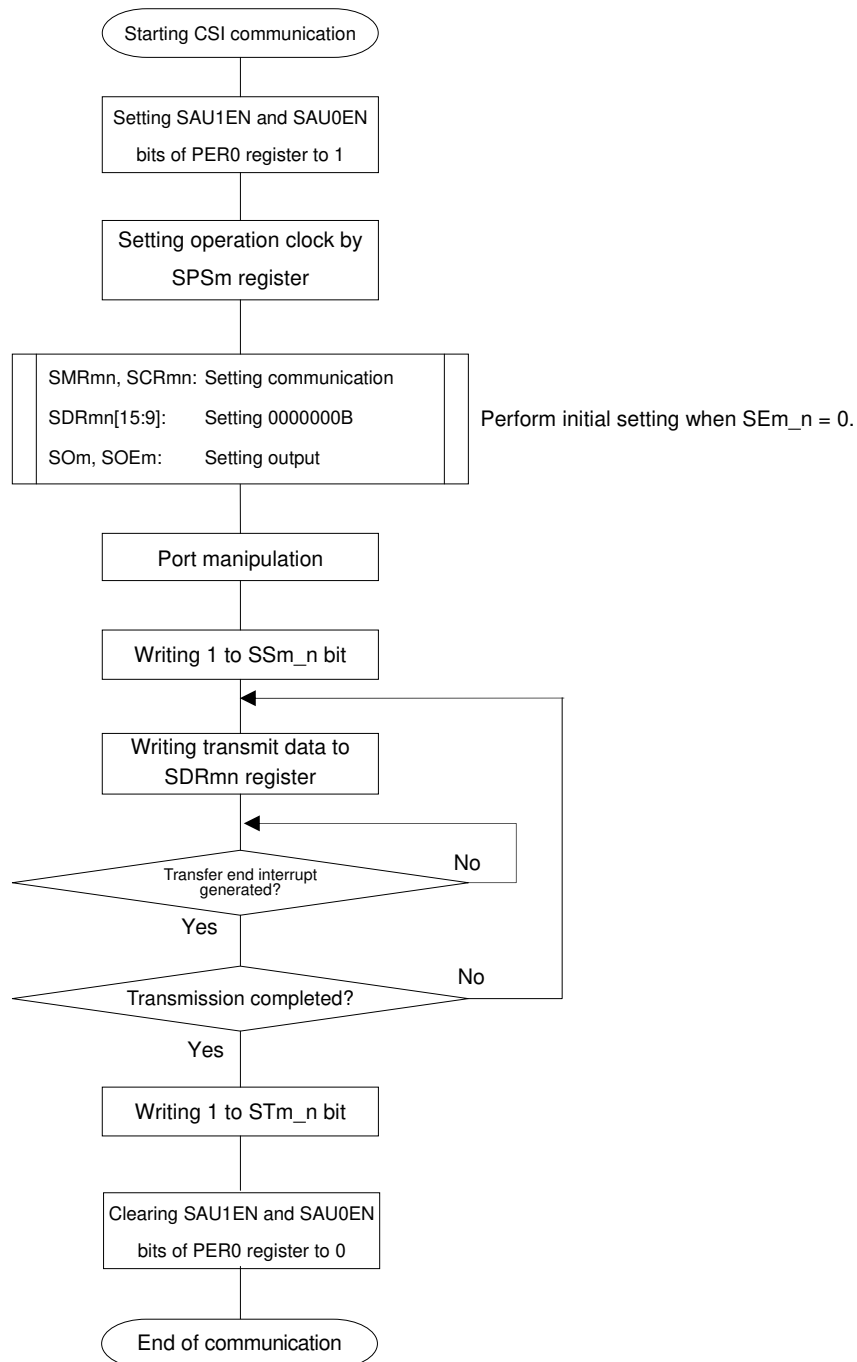 Starting CSI communication
Setting SAU1EN and SAU0EN
bits of PER0 register to 1
Setting operation clock by
SPSm register
SMRmn, SCRmn: Setting communication
SDRmn[15:9]: Setting 0000000B
SOm, SOEm: Setting output
Perform initial setting when SEm_n = 0.
Port manipulation
Writing 1 to SSm_n bit
Writing transmit data to
SDRmn register
Transfer end interrupt
generated?
No
Yes
Transmission completed?
No
Yes
Writing 1 to STm_n bit
Clearing SAU1EN and SAU0EN
bits of PER0 register to 0
End of communication